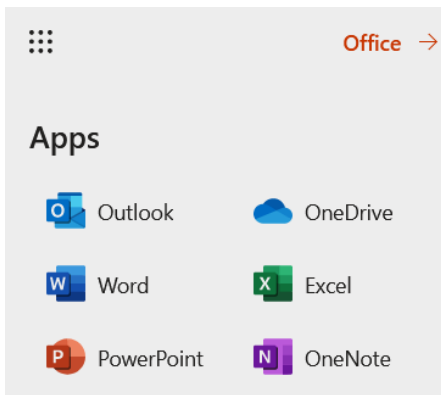 Office →
Apps
Outlook
OneDrive
Word
Excel
PowerPoint
OneNote